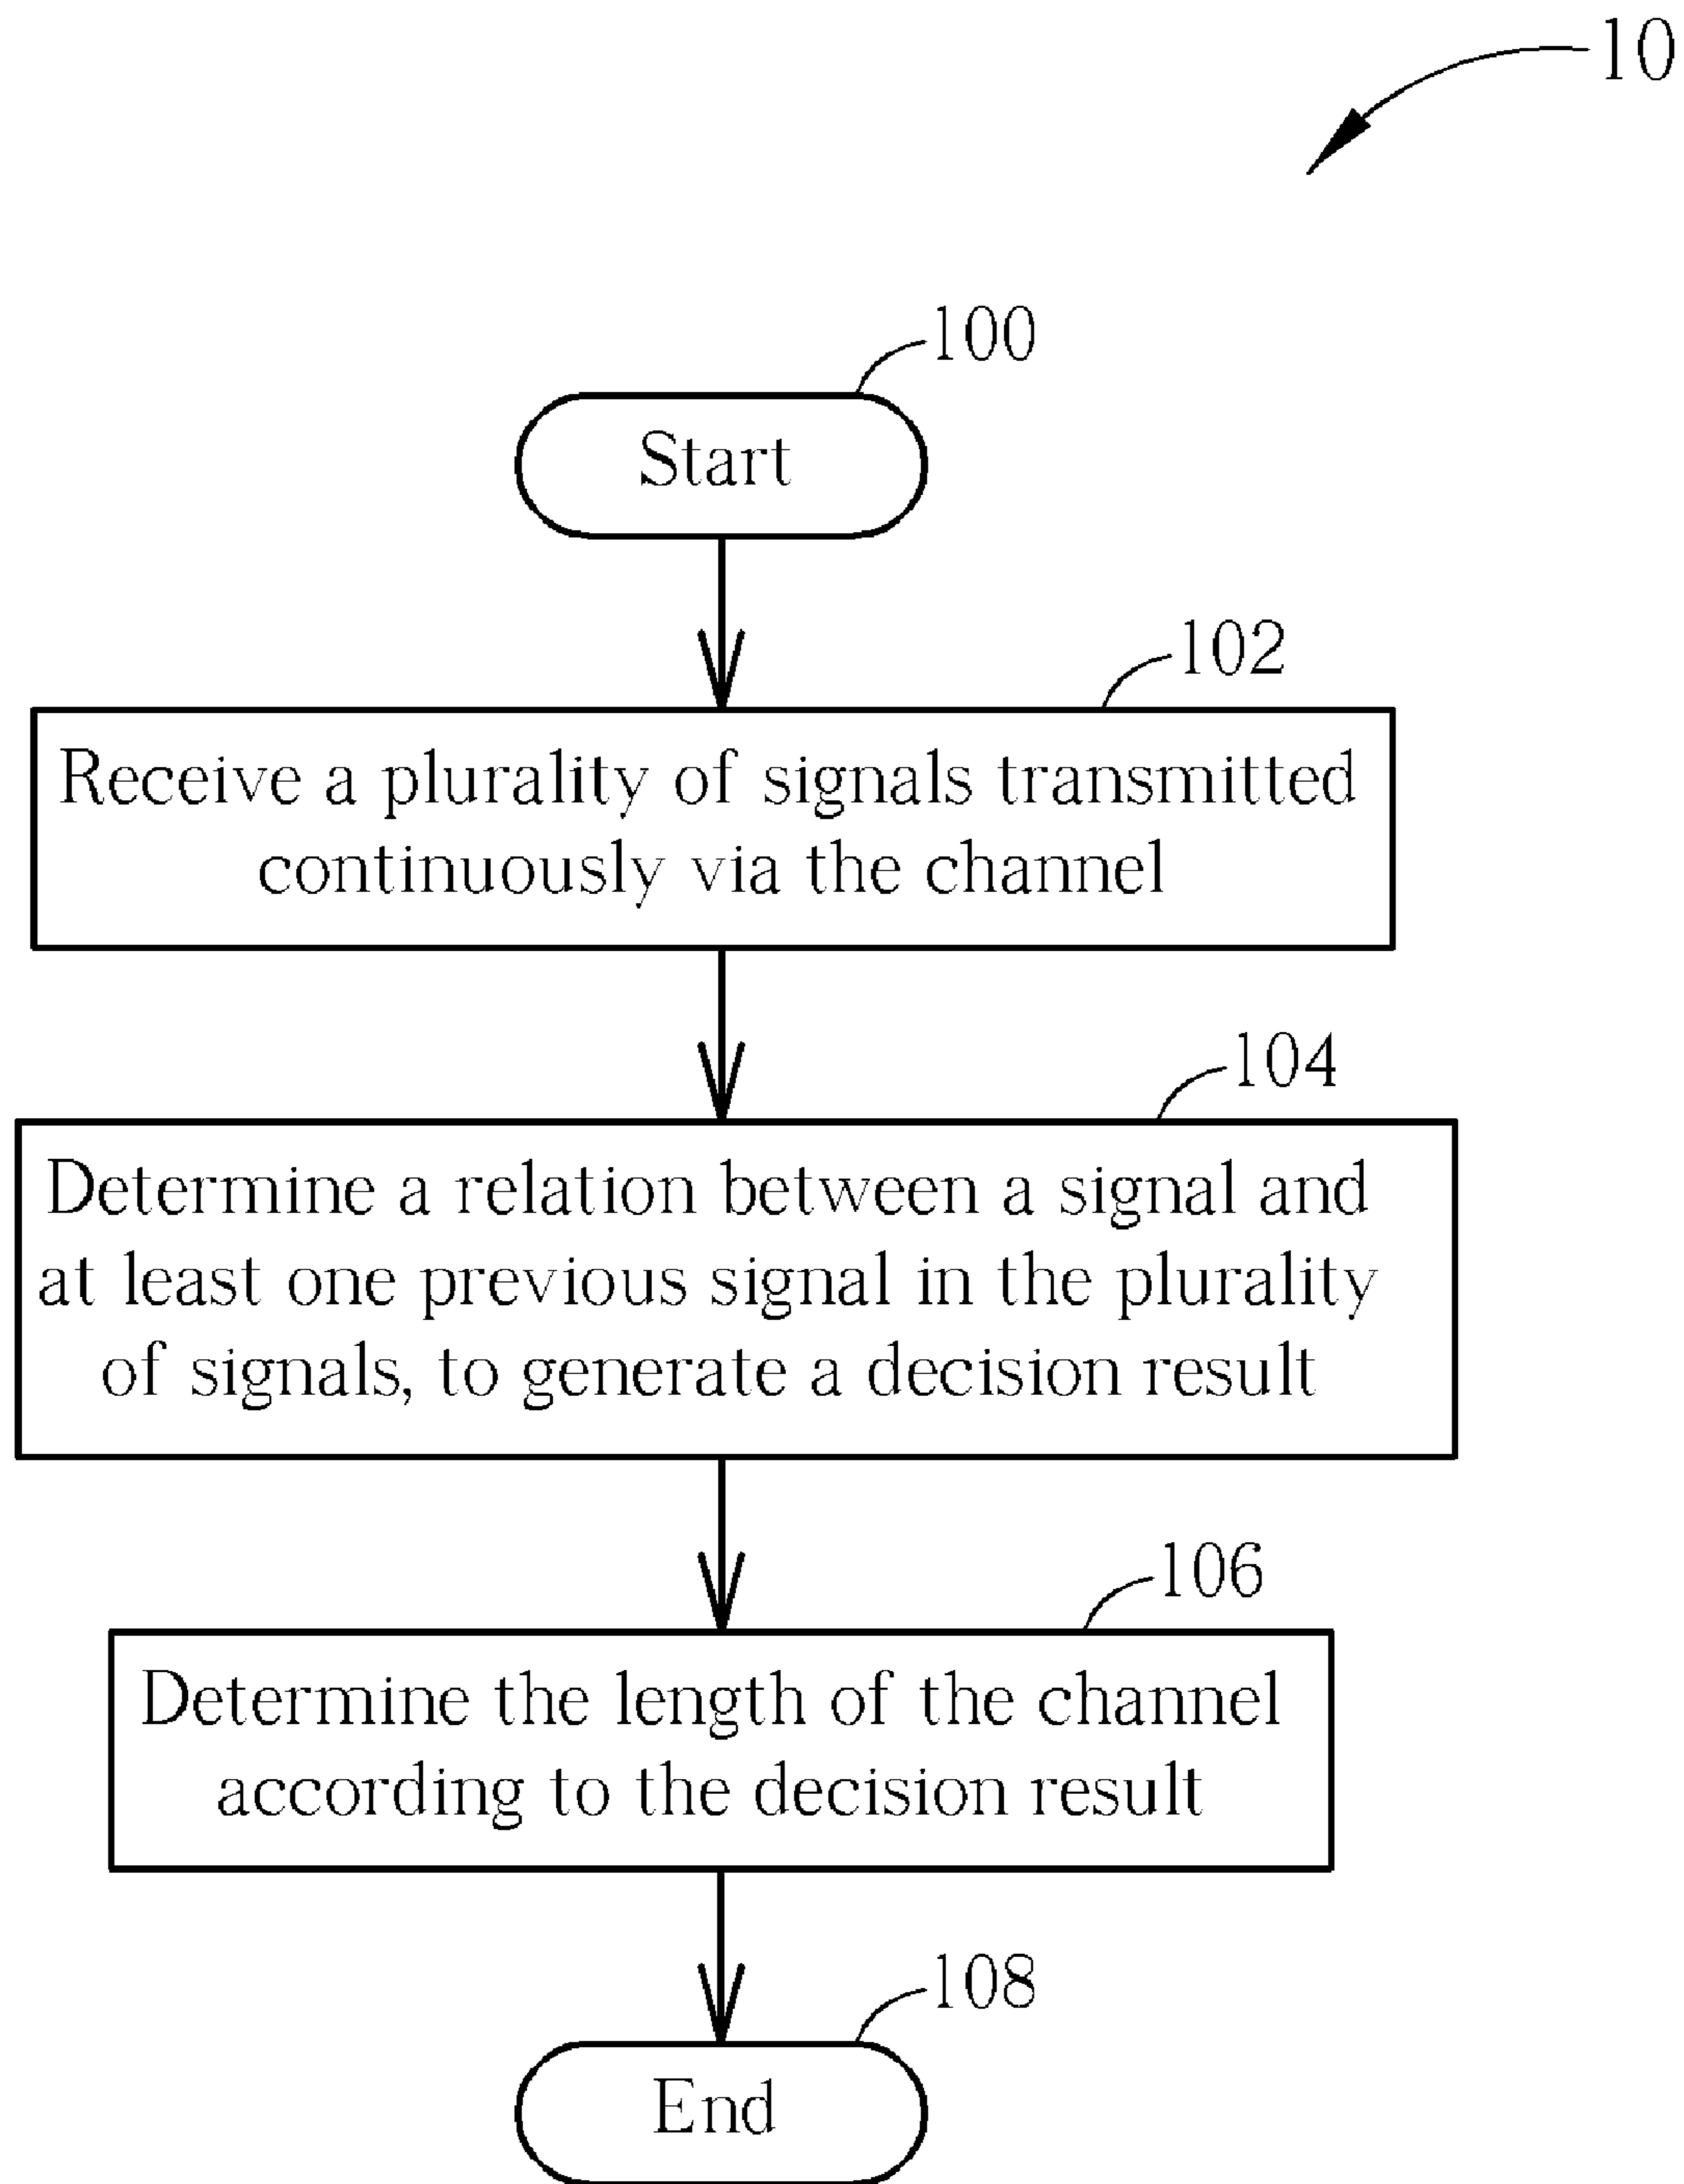 10
100
Start
102
Receive a plurality of signals transmitted
continuously via the channel
104
Determine a relation between a signal and
at least one previous signal in the plurality
of signals, to generate a decision result
106
Determine the length of the channel
according to the decision result
108
End